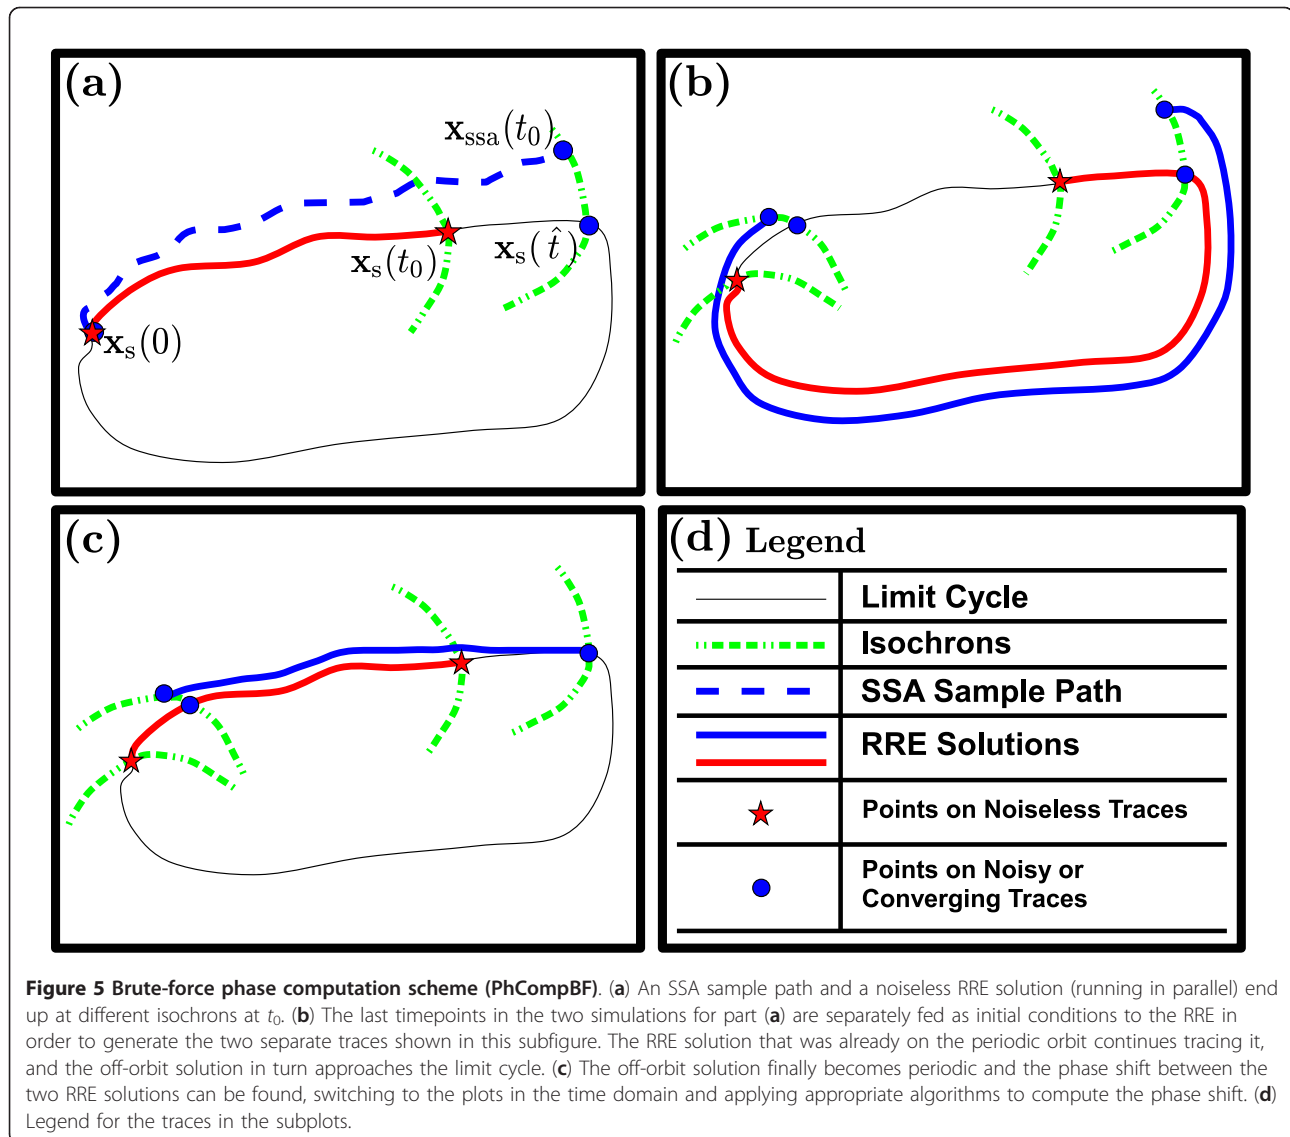 (a)
x_ssa(t_0)
x_s(t_0)
x_s(t̂)
x_s(0)
(b)
(c)
(d) Legend
Limit Cycle
Isochrons
SSA Sample Path
RRE Solutions
Points on Noiseless Traces
Points on Noisy or
Converging Traces
Figure 5 Brute-force phase computation scheme (PhCompBF). (a) An SSA sample path and a noiseless RRE solution (running in parallel) end
up at different isochrons at t_0. (b) The last timepoints in the two simulations for part (a) are separately fed as initial conditions to the RRE in
order to generate the two separate traces shown in this subfigure. The RRE solution that was already on the periodic orbit continues tracing it,
and the off-orbit solution in turn approaches the limit cycle. (c) The off-orbit solution finally becomes periodic and the phase shift between the
two RRE solutions can be found, switching to the plots in the time domain and applying appropriate algorithms to compute the phase shift. (d)
Legend for the traces in the subplots.